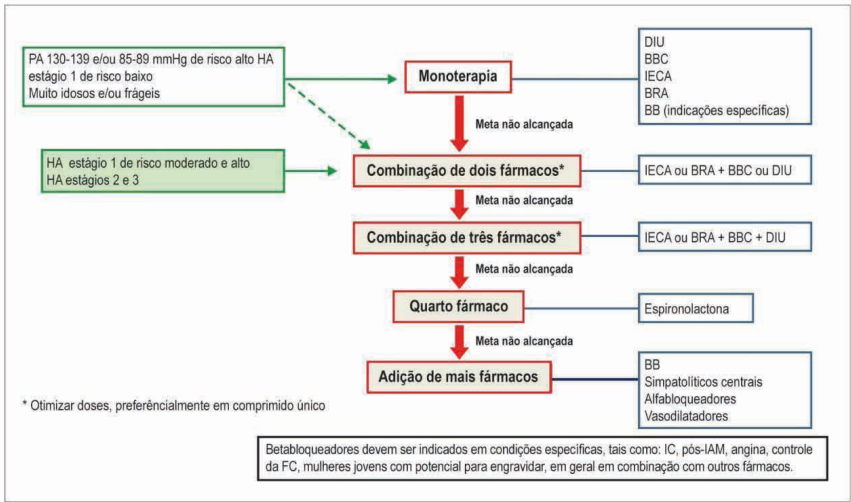 PA 130-139 e/ou 85-89 mmHg de risco alto HA
estágio 1 de risco baixo
Muito idosos e/ou frágeis
Monoterapia
DIU
BBC
IECA
BRA
BB (indicações específicas)
Meta não alcançada
HA estágio 1 de risco moderado e alto
HA estágios 2 e 3
Combinação de dois fármacos*
IECA ou BRA + BBC ou DIU
Meta não alcançada
Combinação de três fármacos*
IECA ou BRA + BBC + DIU
Meta não alcançada
Quarto fármaco
Espironolactona
Meta não alcançada
Adição de mais fármacos
BB
Simpatolíticos centrais
Alfabloqueadores
Vasodilatadores
* Otimizar doses, preferêncialmente em comprimido único
Betabloqueadores devem ser indicados em condições específicas, tais como: IC, pós-IAM, angina, controle
da FC, mulheres jovens com potencial para engravidar, em geral em combinação com outros fármacos.